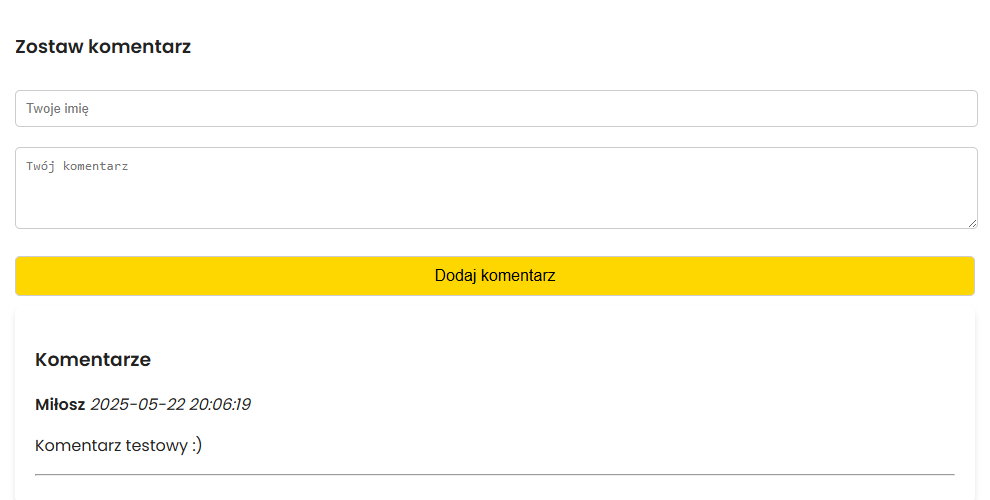 Zostaw komentarz
Twoje imię
Twój komentarz
Dodaj komentarz
Komentarze
Miłosz 2025-05-22 20:06:19
Komentarz testowy :)